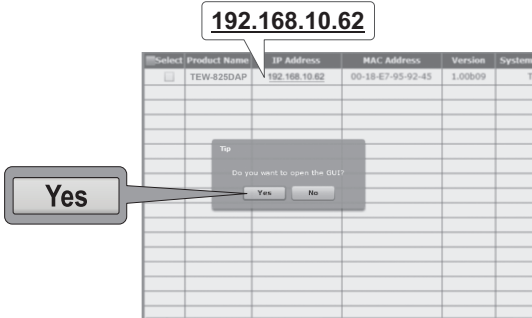 192.168.10.62
Select Product Name IP Address MAC Address Version System
TEW-825DAP 192.168.10.62 00-18-E7-95-92-45 1.00b09 T
Tip
Do you want to open the GUI?
Yes No
Yes